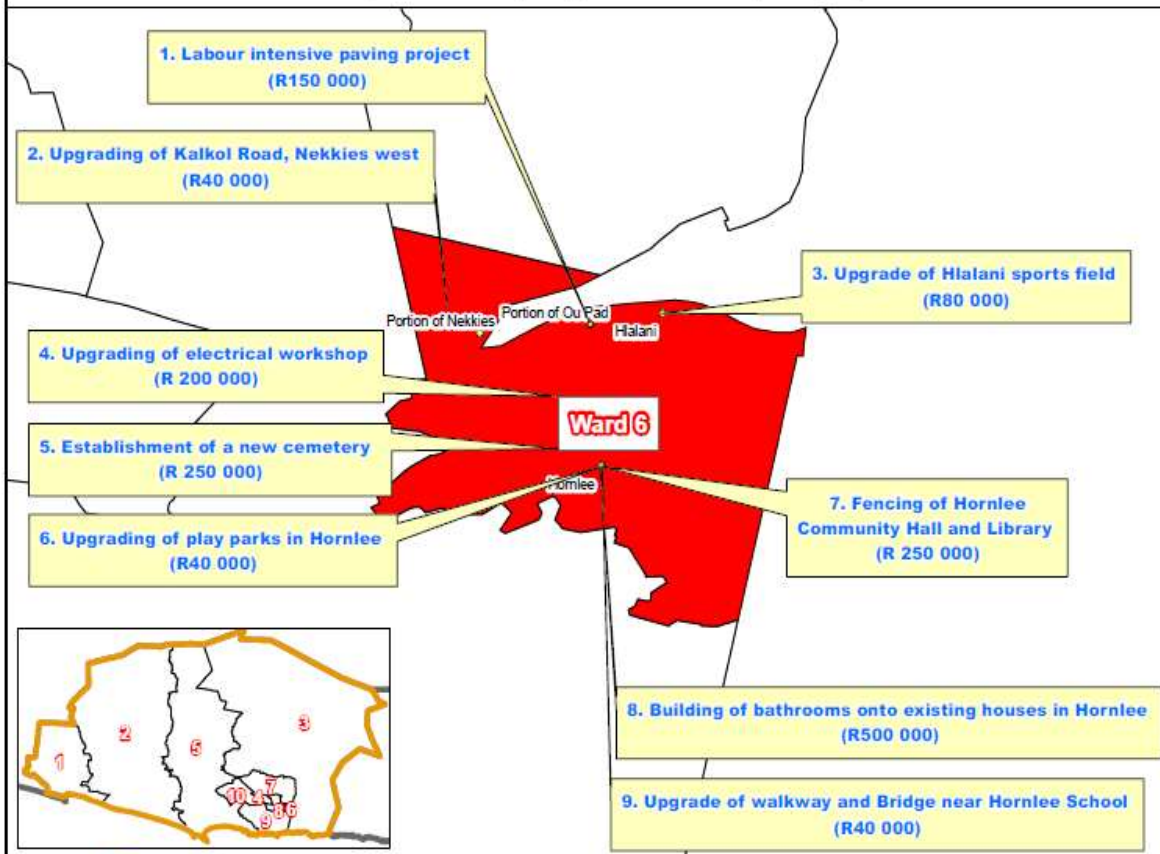 1. Labour intensive paving project
(R150 000)
2. Upgrading of Kalkol Road, Nekkies west
(R40 000)
3. Upgrade of Hlalani sports field
(R80 000)
Portion of Nekkies
Portion of Ou Pad
Hlalani
4. Upgrading of electrical workshop
(R 200 000)
Ward 6
5. Establishment of a new cemetery
(R 250 000)
Hornlee
6. Upgrading of play parks in Hornlee
(R40 000)
7. Fencing of Hornlee
Community Hall and Library
(R 250 000)
8. Building of bathrooms onto existing houses in Hornlee
(R500 000)
9. Upgrade of walkway and Bridge near Hornlee School
(R40 000)
1
2
5
3
10
4
7
8
6
9